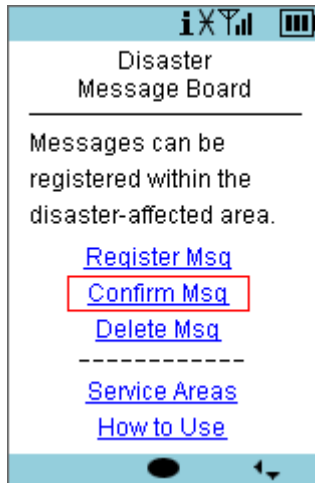 Disaster
Message Board
Messages can be
registered within the
disaster-affected area.
Register Msg
Confirm Msg
Delete Msg
------------
Service Areas
How to Use